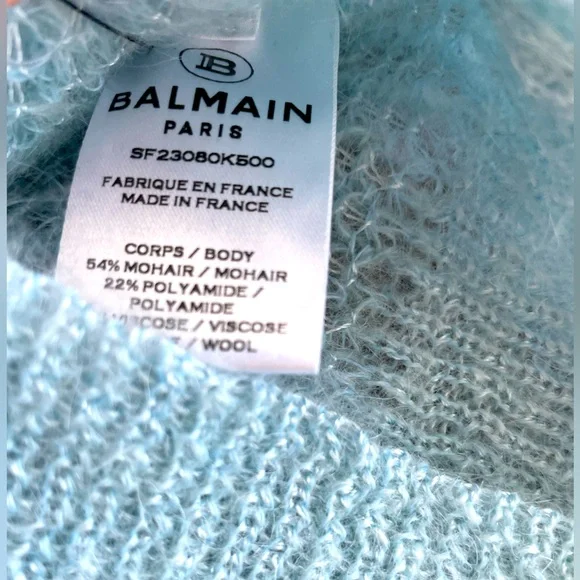 B
BALMAIN
PARIS
SF23080K500
FABRIQUE EN FRANCE
MADE IN FRANCE
CORPS / BODY
54% MOHAIR / MOHAIR
22% POLYAMIDE /
POLYAMIDE
VISCOSE / VISCOSE
/ WOOL